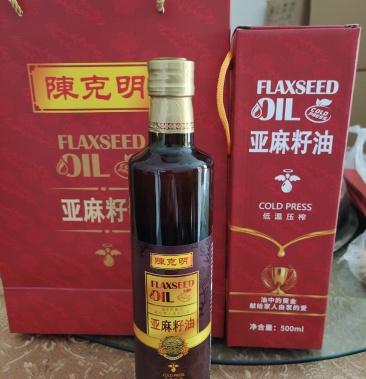 陳克明
FLAXSEED
OIL
亚麻籽
FLAXSEED
OIL COLD PRESS
亚麻籽油
COLD PRESS
低温压榨
油中的黄金
献给家人由衷的爱
净含量：500ml
陳克明
FLAXSEED
OIL
亚麻籽油